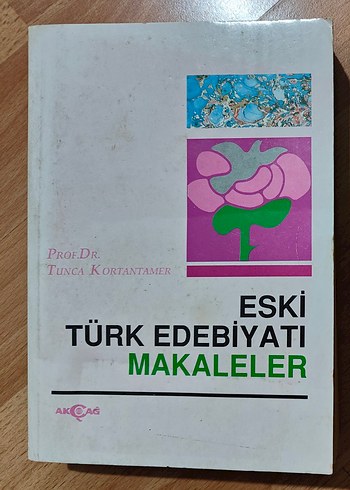 PROF. DR.
TUNCA KORTANTAMER
ESKİ
TÜRK EDEBİYATI
MAKALELER
AKÇAĞ